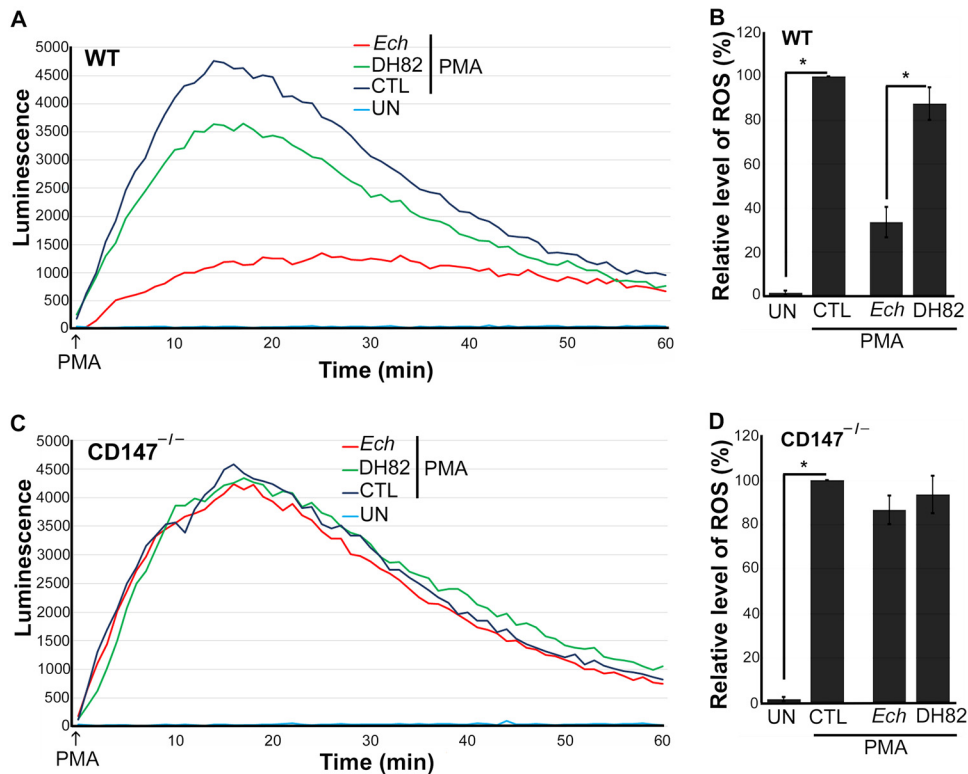 A
WT
Ech
DH82
CTL
UN
PMA
5000
4500
4000
3500
3000
2500
2000
1500
1000
500
0
Luminescence
10
20
30
40
50
60
↑
PMA
Time (min)
B
WT
*
*
120
100
80
60
40
20
0
Relative level of ROS (%)
UN
CTL
Ech
DH82
PMA
C
CD147⁻/⁻
Ech
DH82
CTL
UN
PMA
5000
4500
4000
3500
3000
2500
2000
1500
1000
500
0
Luminescence
10
20
30
40
50
60
↑
PMA
Time (min)
D
CD147⁻/⁻
*
120
100
80
60
40
20
0
Relative level of ROS (%)
UN
CTL
Ech
DH82
PMA